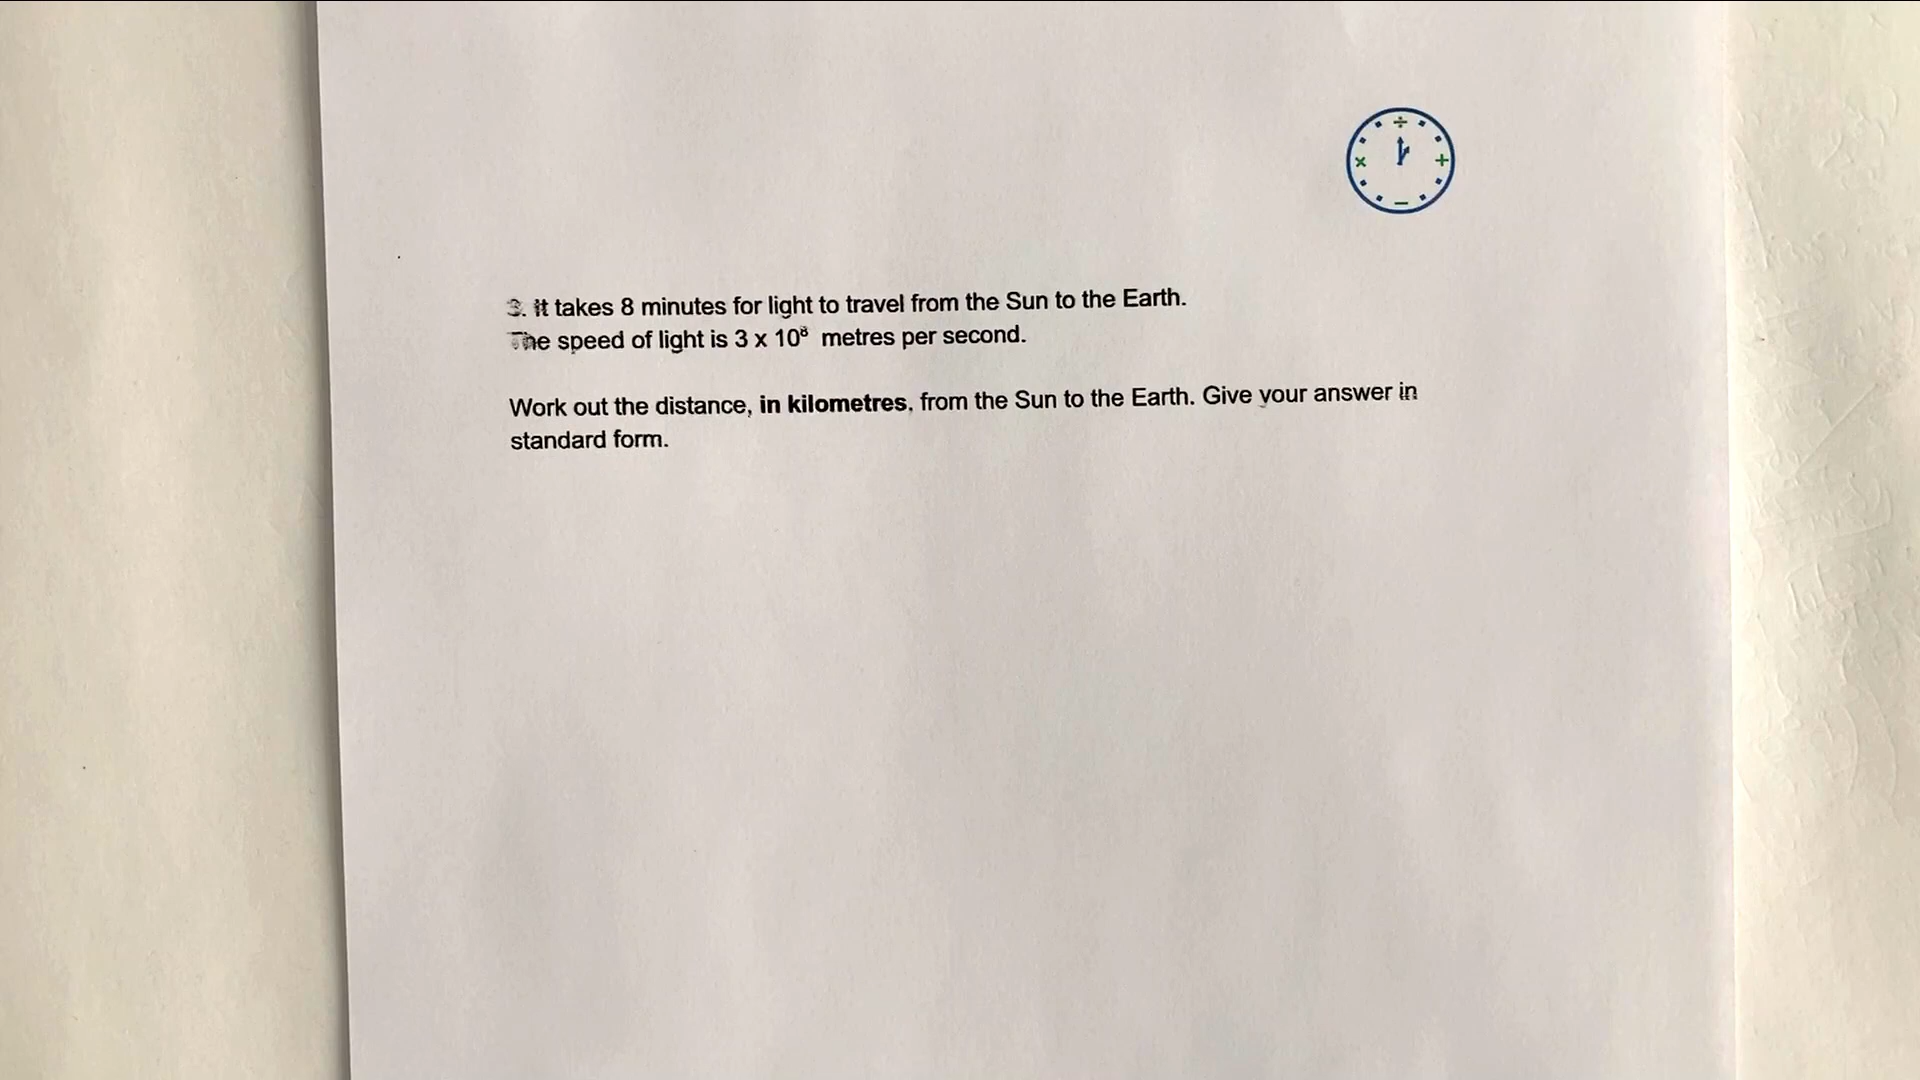 3. It takes 8 minutes for light to travel from the Sun to the Earth.
The speed of light is 3 x 10⁸ metres per second.
Work out the distance, in kilometres, from the Sun to the Earth. Give your answer in
standard form.